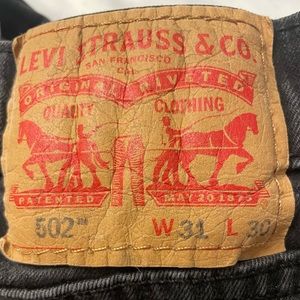 LEVI STRAUSS & CO.
SAN FRANCISCO
CAL.
ORIGINAL RIVETED
QUALITY CLOTHING
PATENTED MAY 20 1873
502™ W 31 L 30